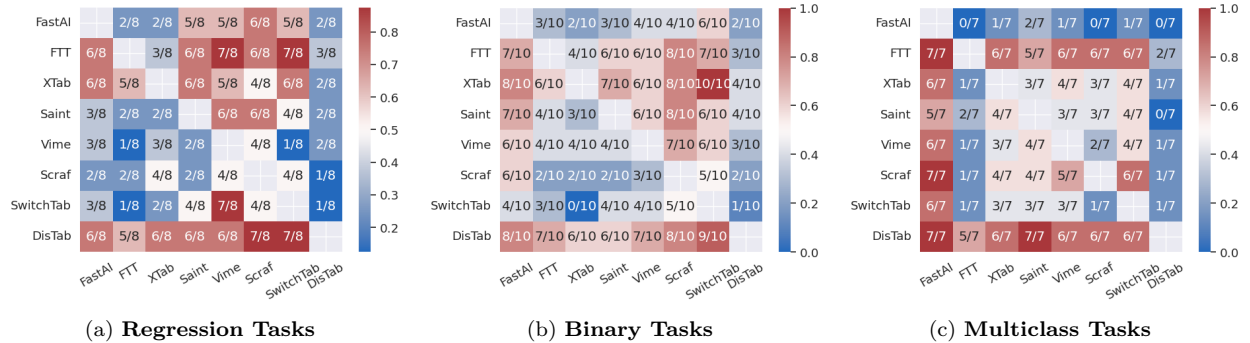 FastAI 2/8 2/8 5/8 5/8 6/8 5/8 2/8
FTT 6/8 3/8 6/8 7/8 6/8 7/8 3/8
XTab 6/8 5/8 6/8 5/8 4/8 6/8 2/8
Saint 3/8 2/8 2/8 6/8 6/8 4/8 2/8
Vime 3/8 1/8 3/8 2/8 4/8 1/8 2/8
Scraf 2/8 2/8 4/8 2/8 4/8 4/8 1/8
SwitchTab 3/8 1/8 2/8 4/8 7/8 4/8 1/8
DisTab 6/8 5/8 6/8 6/8 6/8 7/8 7/8
FastAI FTT XTab Saint Vime Scraf SwitchTab DisTab
0.8
0.7
0.6
0.5
0.4
0.3
0.2
(a) Regression Tasks
FastAI 3/10 2/10 3/10 4/10 4/10 6/10 2/10
FTT 7/10 4/10 6/10 6/10 8/10 7/10 3/10
XTab 8/10 6/10 7/10 6/10 8/10 10/10 4/10
Saint 7/10 4/10 3/10 6/10 8/10 6/10 4/10
Vime 6/10 4/10 4/10 4/10 7/10 6/10 3/10
Scraf 6/10 2/10 2/10 2/10 3/10 5/10 2/10
SwitchTab 4/10 3/10 0/10 4/10 4/10 5/10 1/10
DisTab 8/10 7/10 6/10 6/10 7/10 8/10 9/10
FastAI FTT XTab Saint Vime Scraf SwitchTab DisTab
1.0
0.8
0.6
0.4
0.2
0.0
(b) Binary Tasks
FastAI 0/7 1/7 2/7 1/7 0/7 1/7 0/7
FTT 7/7 6/7 5/7 6/7 6/7 6/7 2/7
XTab 6/7 1/7 3/7 4/7 3/7 4/7 1/7
Saint 5/7 2/7 4/7 3/7 3/7 4/7 0/7
Vime 6/7 1/7 3/7 4/7 2/7 4/7 1/7
Scraf 7/7 1/7 4/7 4/7 5/7 6/7 1/7
SwitchTab 6/7 1/7 3/7 3/7 3/7 1/7 1/7
DisTab 7/7 5/7 6/7 7/7 6/7 6/7 6/7
FastAI FTT XTab Saint Vime Scraf SwitchTab DisTab
1.0
0.8
0.6
0.4
0.2
0.0
(c) Multiclass Tasks